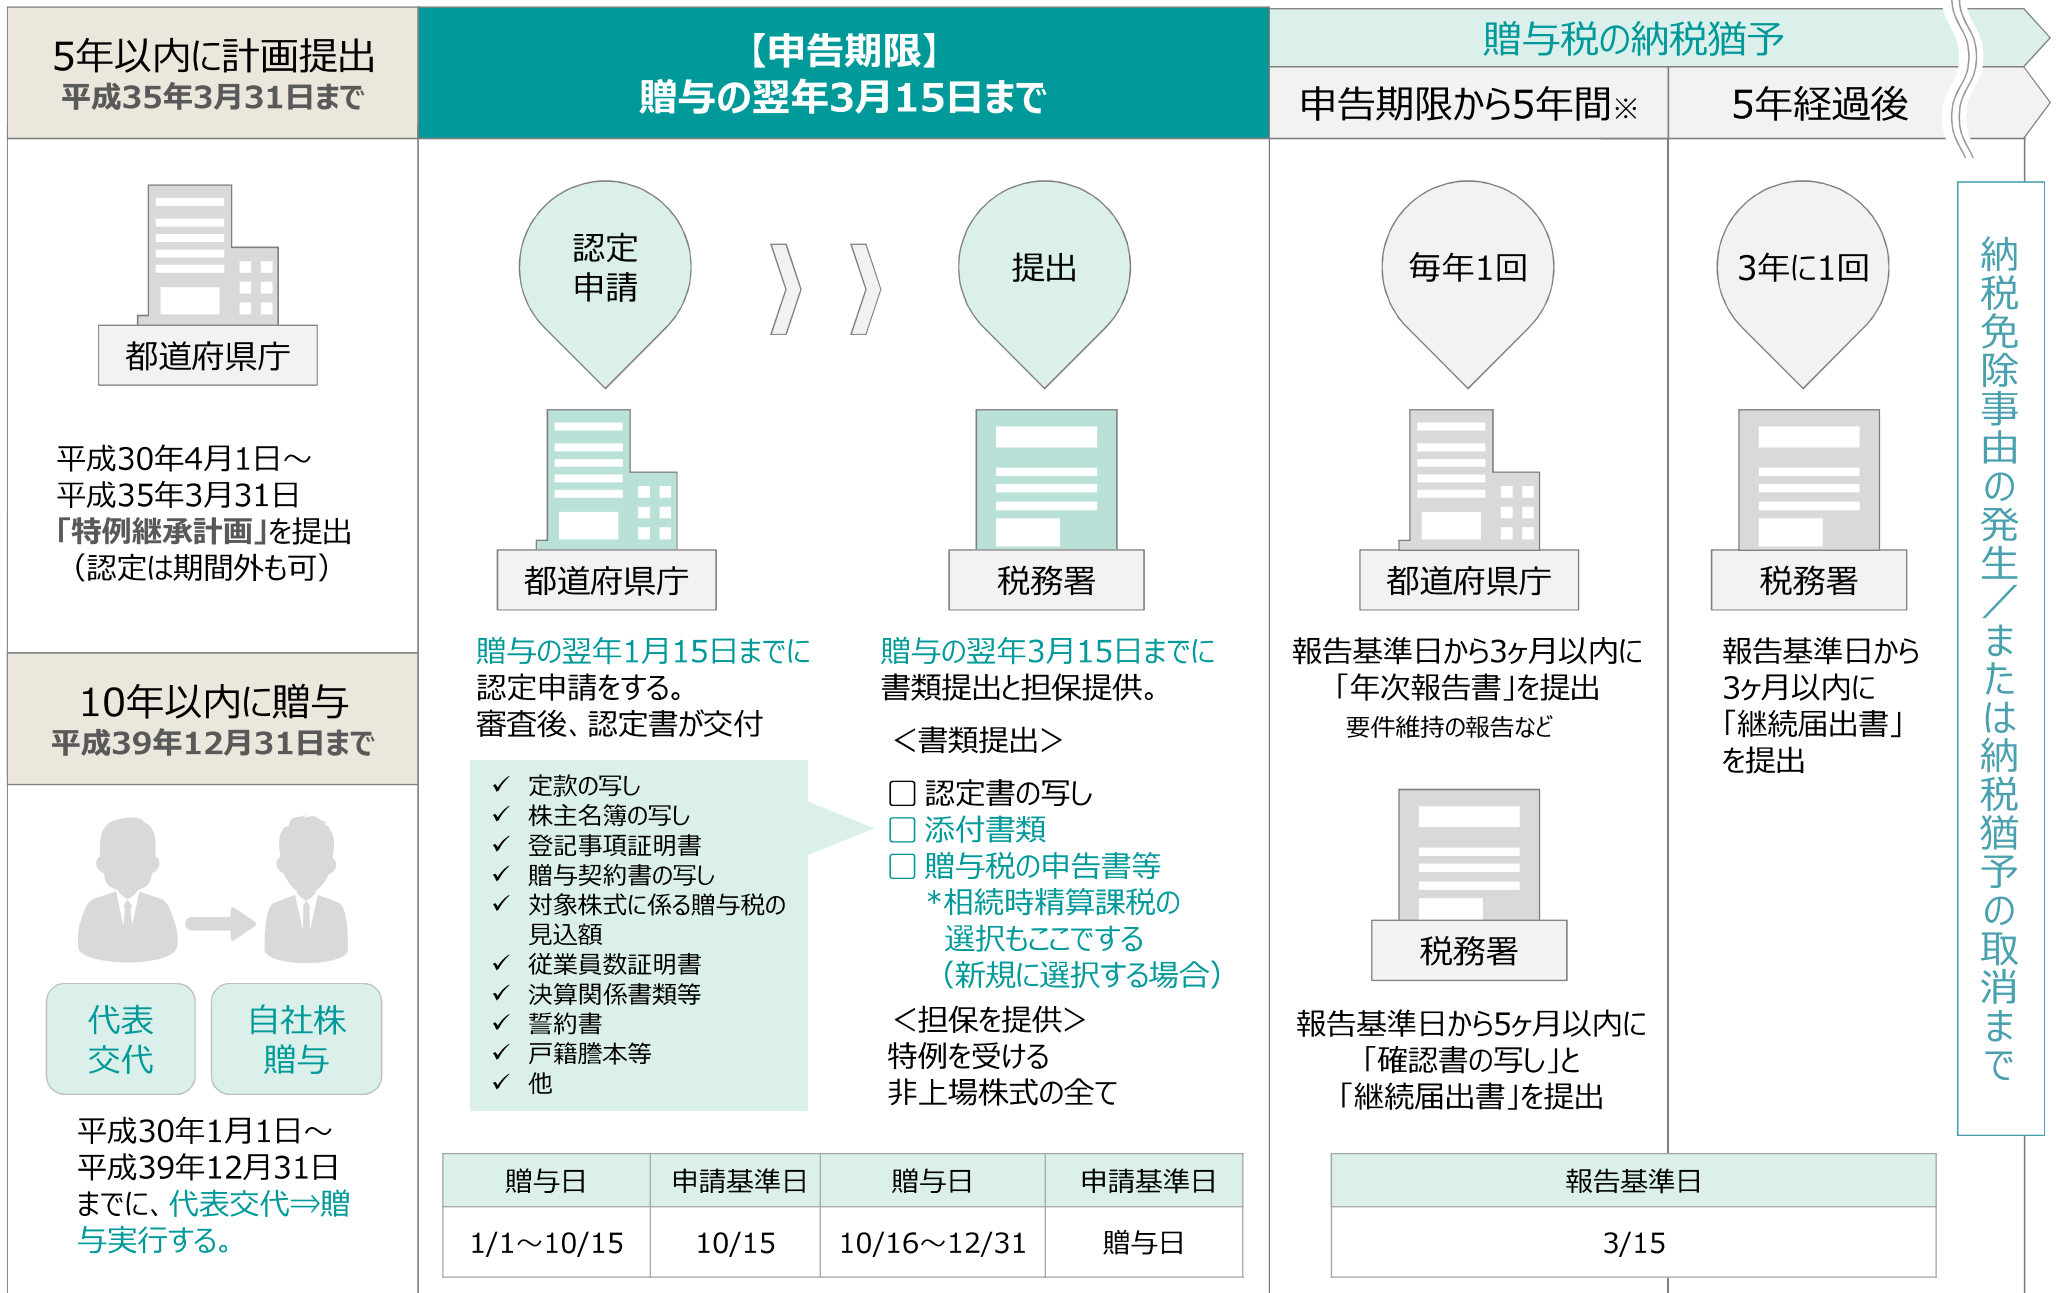 5年以内に計画提出
平成35年3月31日まで
都道府県庁
平成30年4月1日～
平成35年3月31日
「特例継承計画」を提出
（認定は期間外も可）
10年以内に贈与
平成39年12月31日まで
代表
交代
自社株
贈与
平成30年1月1日～
平成39年12月31日
までに、代表交代⇒贈
与実行する。
【申告期限】
贈与の翌年3月15日まで
認定
申請
都道府県庁
贈与の翌年1月15日までに
認定申請をする。
審査後、認定書が交付
✓ 定款の写し
✓ 株主名簿の写し
✓ 登記事項証明書
✓ 贈与契約書の写し
✓ 対象株式に係る贈与税の
見込額
✓ 従業員数証明書
✓ 決算関係書類等
✓ 誓約書
✓ 戸籍謄本等
✓ 他
提出
税務署
贈与の翌年3月15日までに
書類提出と担保提供。
＜書類提出＞
□ 認定書の写し
□ 添付書類
□ 贈与税の申告書等
*相続時精算課税の
選択もここでする
（新規に選択する場合）
＜担保を提供＞
特例を受ける
非上場株式の全て
贈与日 申請基準日 贈与日 申請基準日
1/1～10/15 10/15 10/16～12/31 贈与日
贈与税の納税猶予
申告期限から5年間※
毎年1回
都道府県庁
報告基準日から3ヶ月以内に
「年次報告書」を提出
要件維持の報告など
税務署
報告基準日から5ヶ月以内に
「確認書の写し」と
「継続届出書」を提出
5年経過後
3年に1回
税務署
報告基準日から
3ヶ月以内に
「継続届出書」
を提出
報告基準日
3/15
納税免除事由の発生／または納税猶予の取消まで